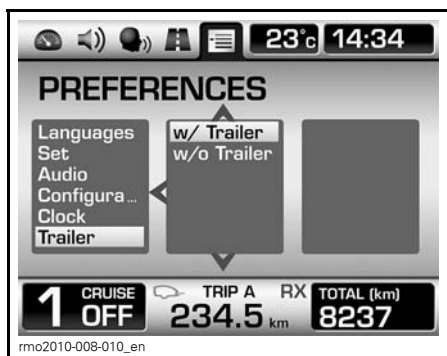 23°c 14:34
PREFERENCES
Languages
Set
Audio
Configura...
Clock
Trailer
w/ Trailer
w/o Trailer
1 CRUISE OFF
TRIP A RX
234.5 km
TOTAL (km)
8237
rmo2010-008-010_en